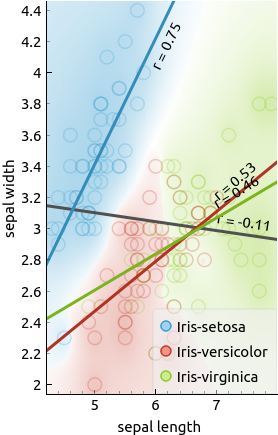 4.4
4.2
4
3.8
3.6
3.4
3.2
3
2.8
2.6
2.4
2.2
2
sepal width
r = 0.75
r = 0.53
r = 0.46
r = -0.11
Iris-setosa
Iris-versicolor
Iris-virginica
5
6
7
sepal length